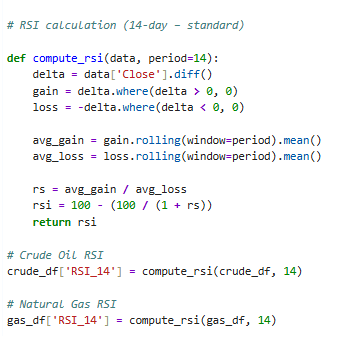 # RSI calculation (14-day – standard)
def compute_rsi(data, period=14):
    delta = data['Close'].diff()
    gain = delta.where(delta > 0, 0)
    loss = -delta.where(delta < 0, 0)
    avg_gain = gain.rolling(window=period).mean()
    avg_loss = loss.rolling(window=period).mean()
    rs = avg_gain / avg_loss
    rsi = 100 - (100 / (1 + rs))
    return rsi
# Crude Oil RSI
crude_df['RSI_14'] = compute_rsi(crude_df, 14)
# Natural Gas RSI
gas_df['RSI_14'] = compute_rsi(gas_df, 14)